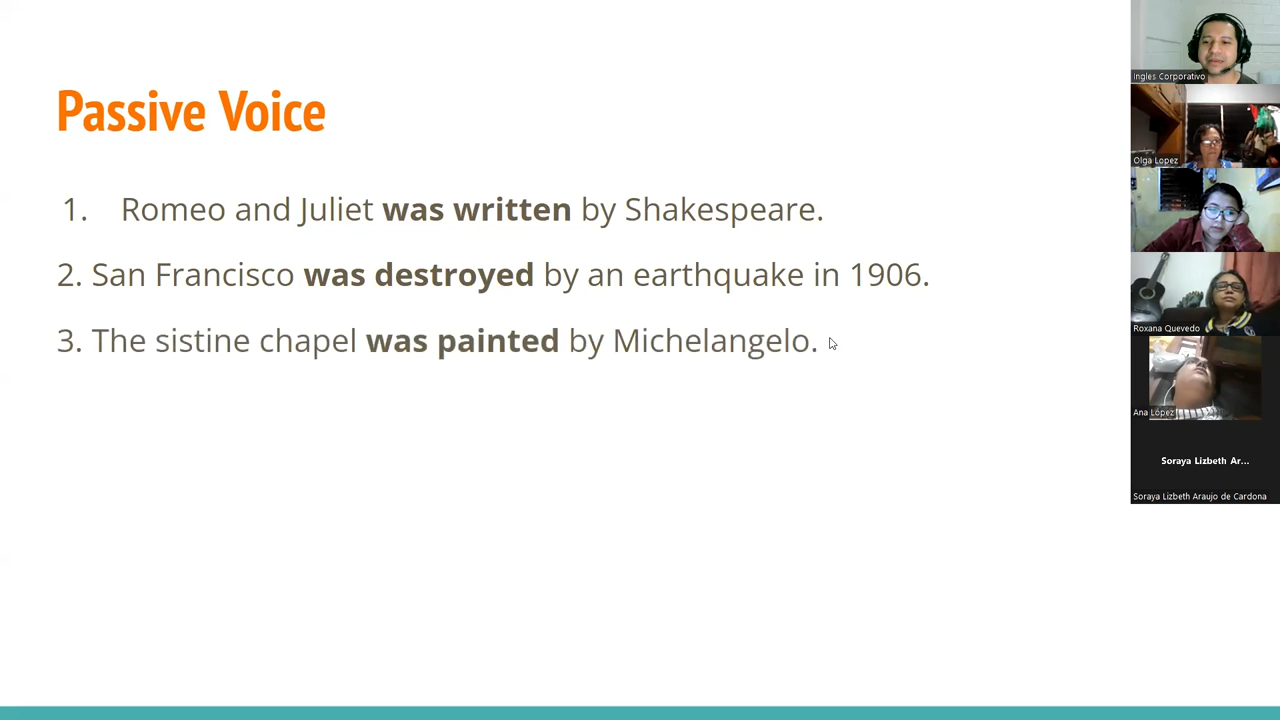 Passive Voice
1. Romeo and Juliet was written by Shakespeare.
2. San Francisco was destroyed by an earthquake in 1906.
3. The sistine chapel was painted by Michelangelo.
Ingles Corporativo
Olga Lopez
Roxana Quevedo
Ana López
Soraya Lizbeth Ar...
Soraya Lizbeth Araujo de Cardona